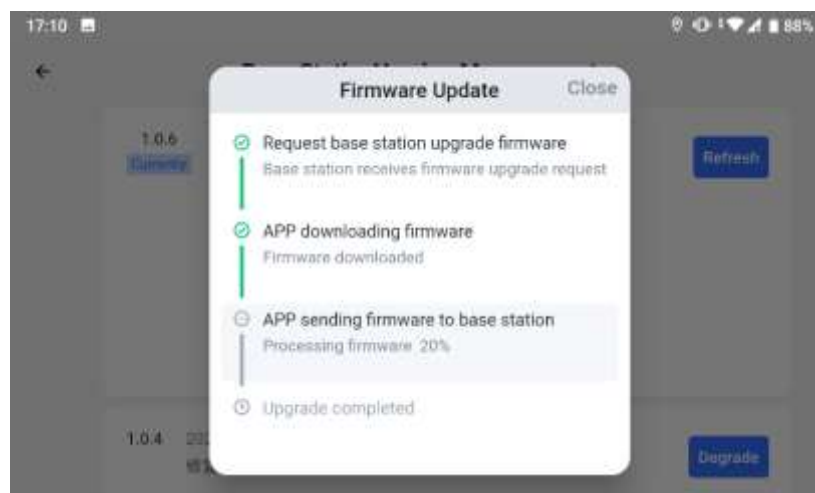 17:10 88%
Firmware Update Close
1.0.6
Currently
Refresh
Request base station upgrade firmware
Base station receives firmware upgrade request
APP downloading firmware
Firmware downloaded
APP sending firmware to base station
Processing firmware 20%
Upgrade completed
1.0.4
Degrade